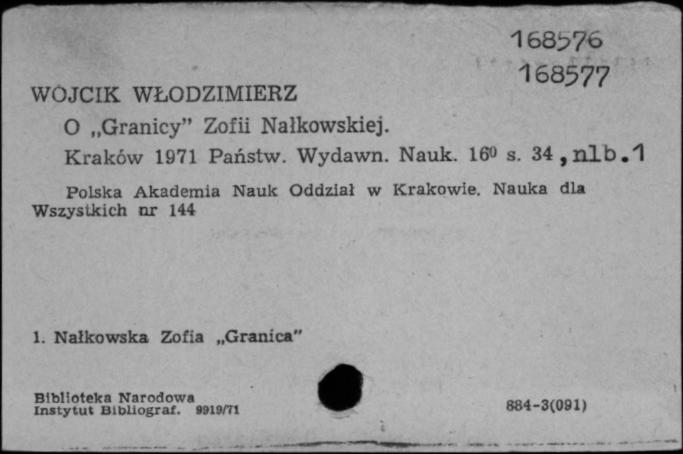 168576
168577
WÓJCIK WŁODZIMIERZ
O „Granicy” Zofii Nałkowskiej.
Kraków 1971 Państw. Wydawn. Nauk. 16⁰ s. 34, nlb. 1
Polska Akademia Nauk Oddział w Krakowie. Nauka dla
Wszystkich nr 144
1. Nałkowska Zofia „Granica”
Biblioteka Narodowa
Instytut Bibliograf. 9919/71
884-3(091)